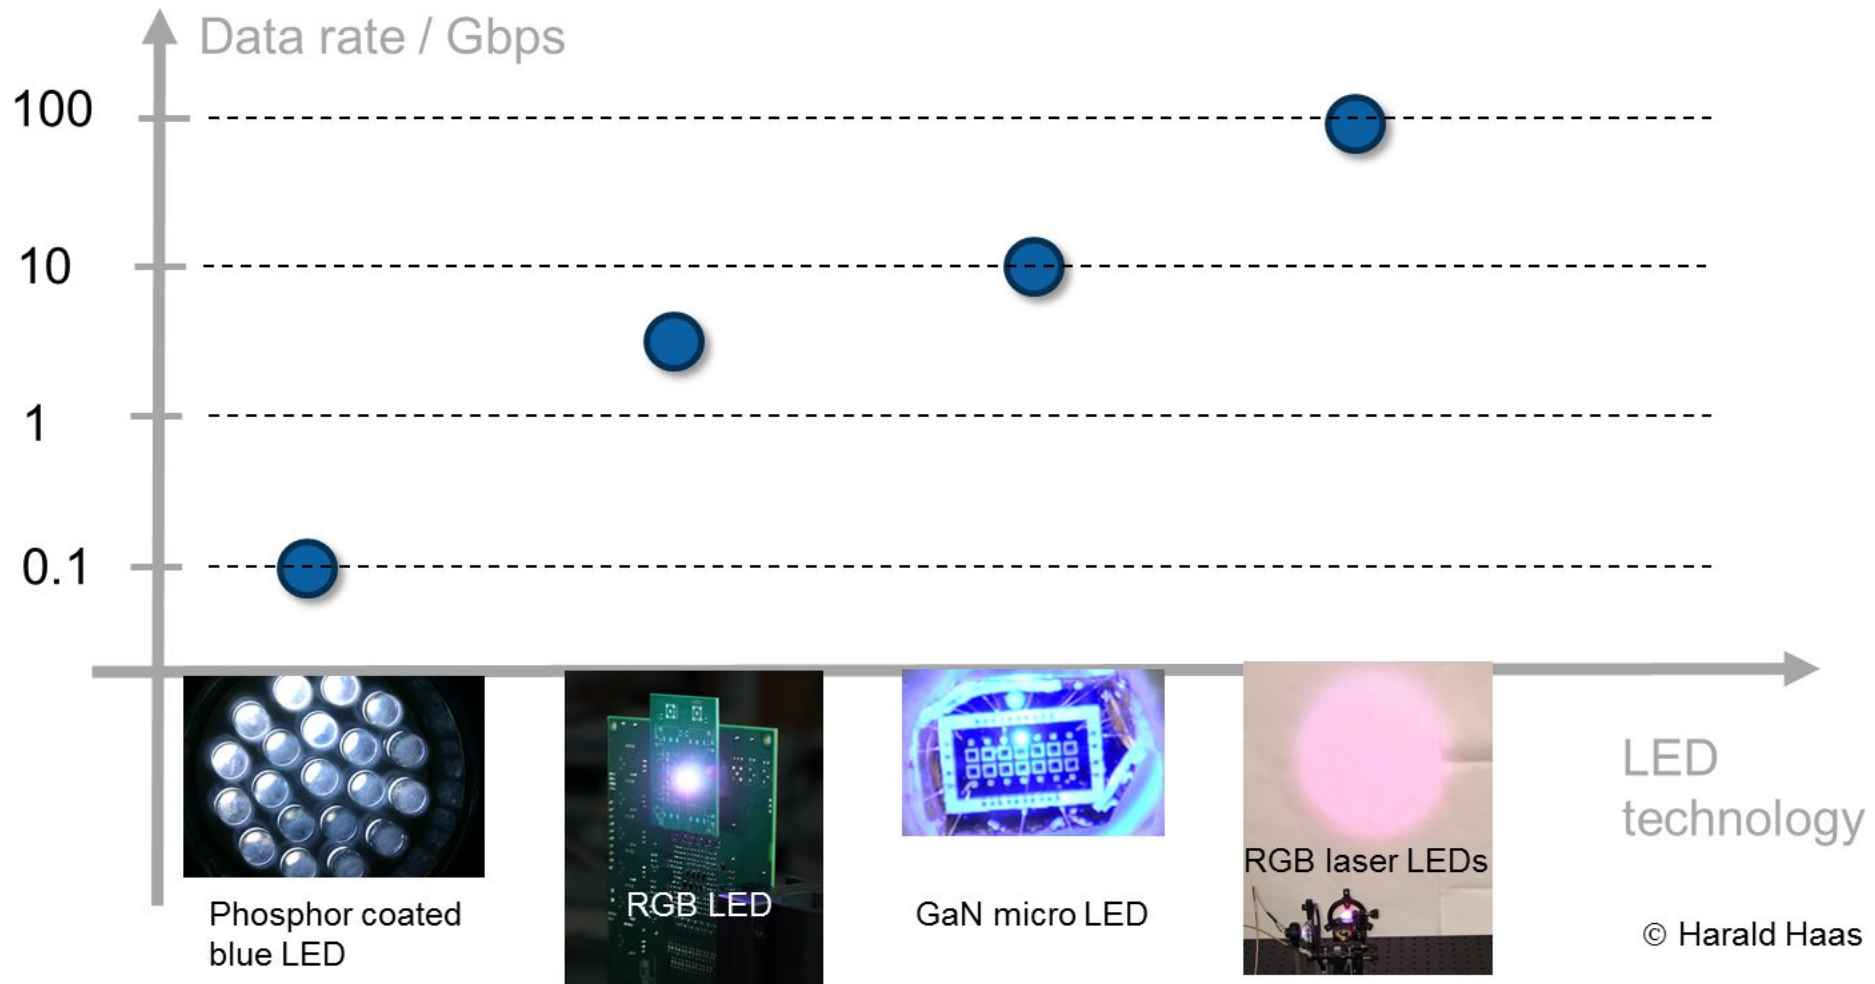 Data rate / Gbps
100
10
1
0.1
LED
technology
RGB laser LEDs
RGB LED
GaN micro LED
Phosphor coated
blue LED
© Harald Haas